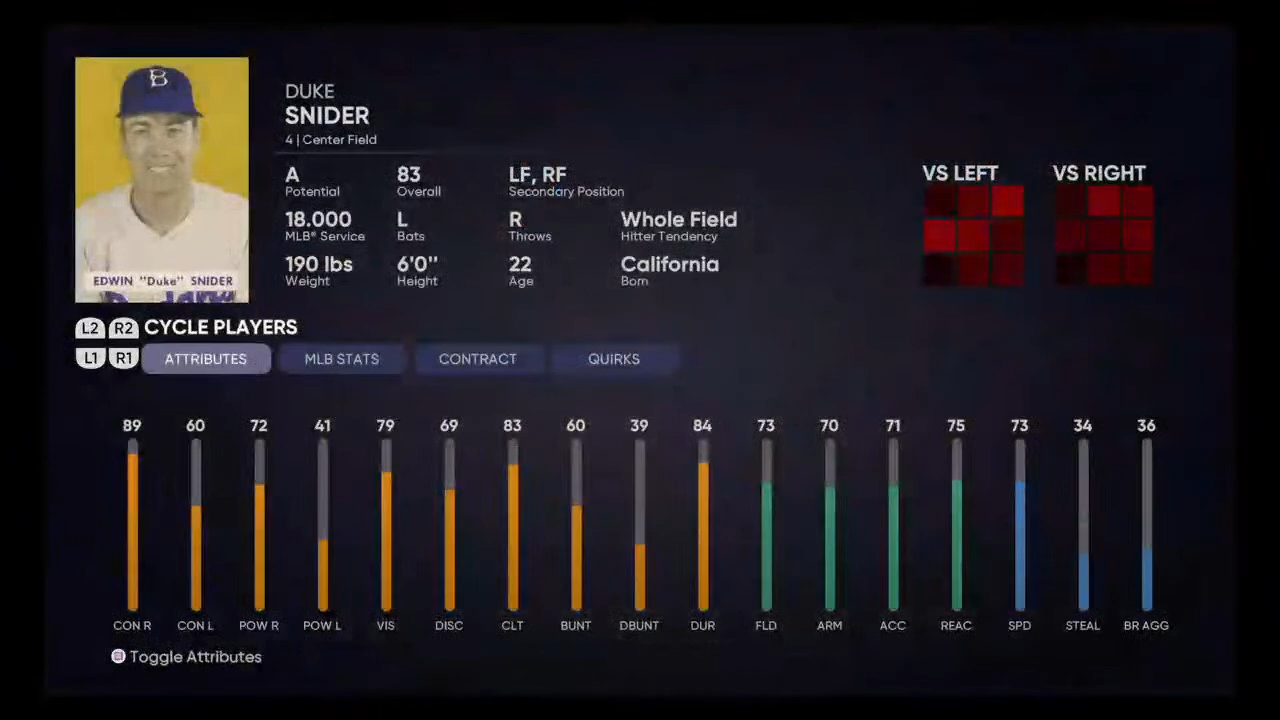 B
DUKE
SNIDER
4 | Center Field
A 83 LF, RF
Potential Overall Secondary Position
18.000 L R Whole Field
MLB® Service Bats Throws Hitter Tendency
190 lbs 6'0" 22 California
Weight Height Age Born
VS LEFT VS RIGHT
EDWIN "Duke" SNIDER
Dodgers
L2 R2 CYCLE PLAYERS
L1 R1 ATTRIBUTES MLB STATS CONTRACT QUIRKS
89 60 72 41 79 69 83 60 39 84 73 70 71 75 73 34 36
CON R CON L POW R POW L VIS DISC CLT BUNT DBUNT DUR FLD ARM ACC REAC SPD STEAL BR AGG
Toggle Attributes